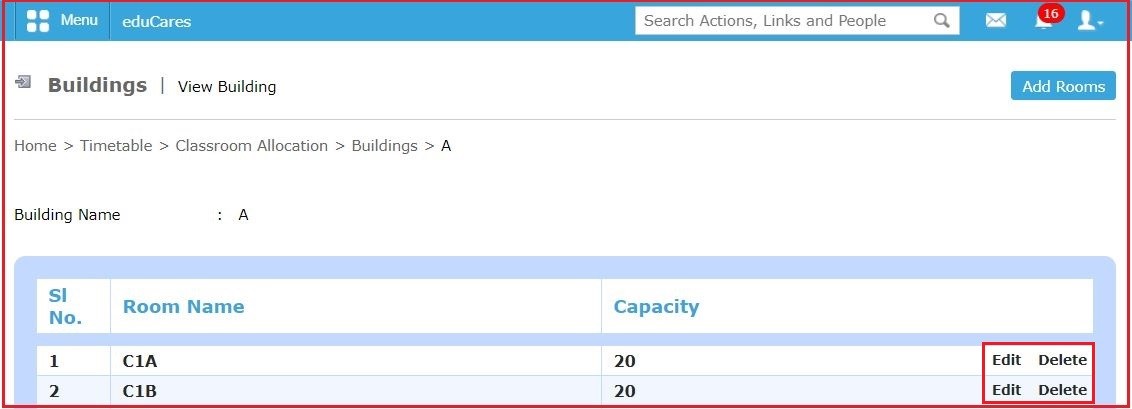 Menu eduCares Search Actions, Links and People 16
Buildings | View Building Add Rooms
Home > Timetable > Classroom Allocation > Buildings > A
Building Name : A
Sl No. Room Name Capacity
1 C1A 20 Edit Delete
2 C1B 20 Edit Delete